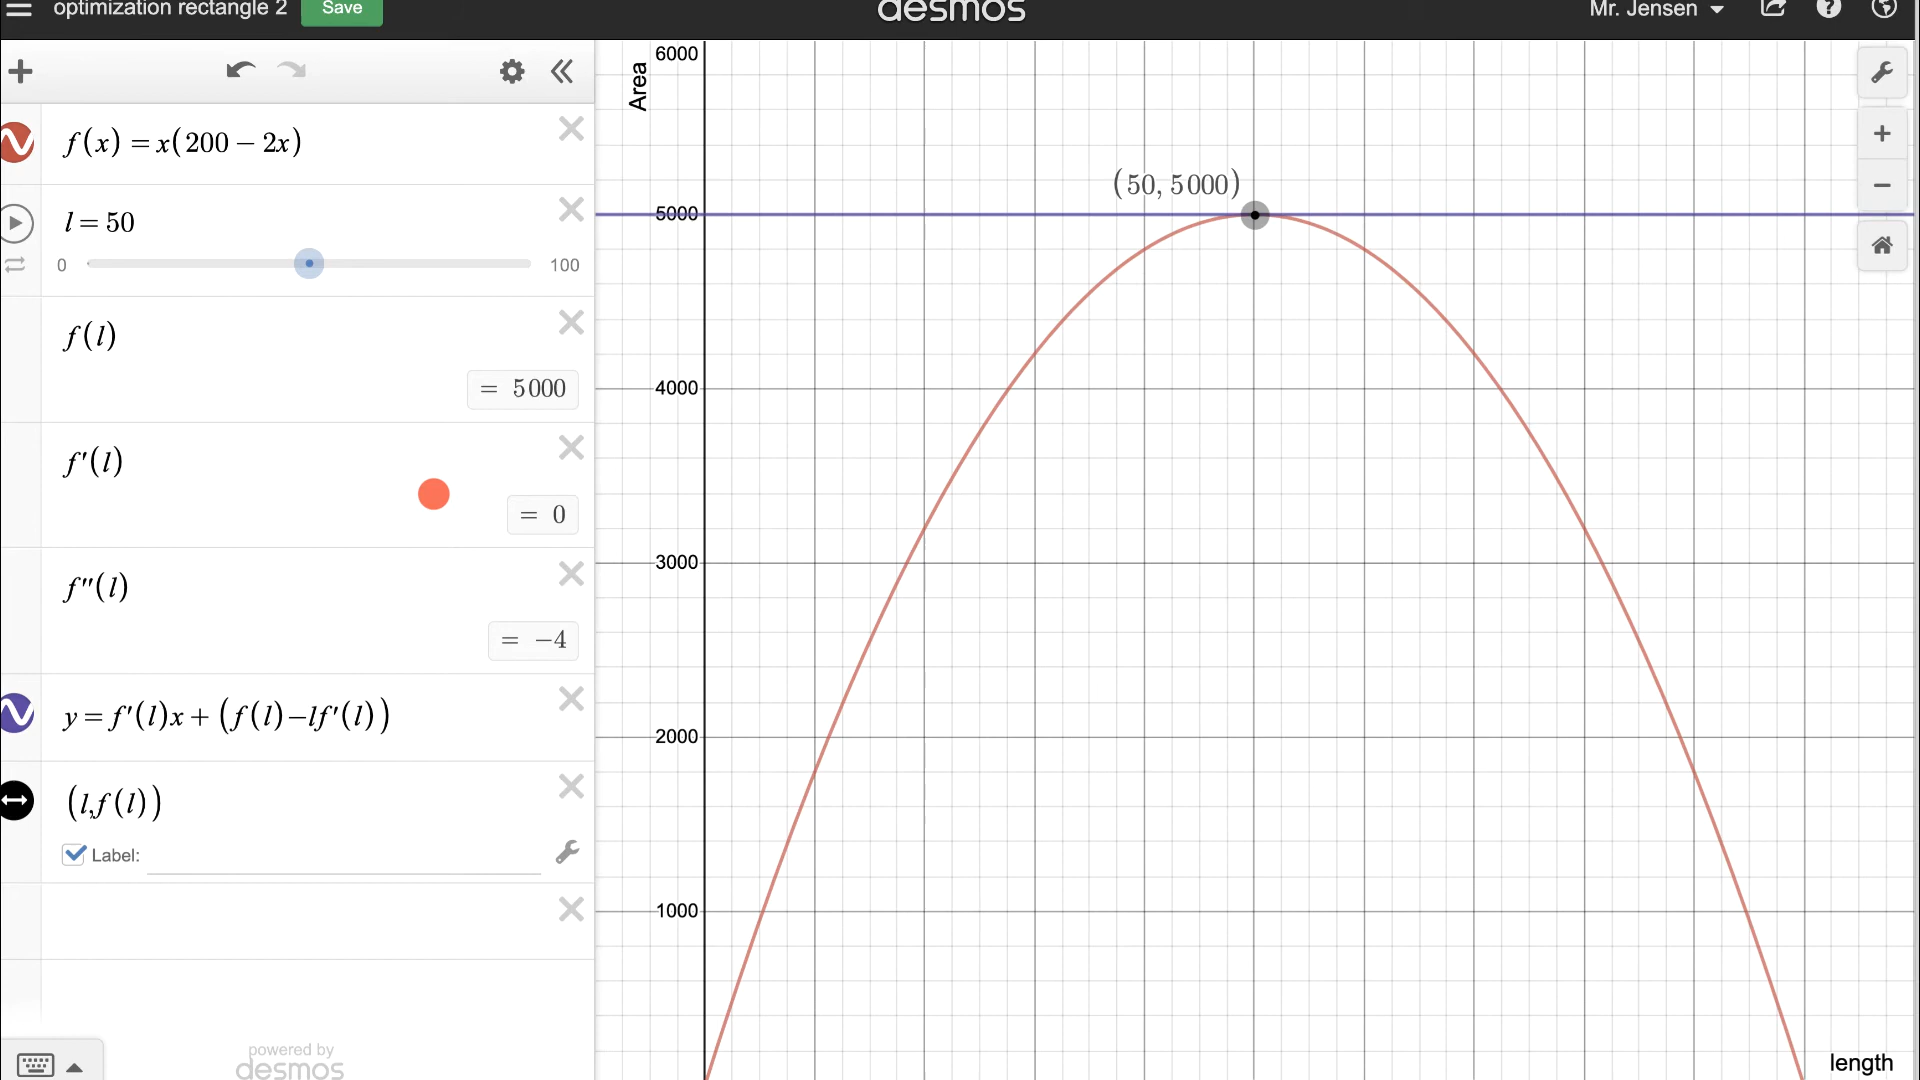 optimization rectangle 2
Save
desmos
Mr. Jensen
f(x) = x(200 − 2x)
l = 50
0
100
f(l)
= 5000
f′(l)
= 0
f″(l)
= −4
y = f′(l)x + (f(l) − lf′(l))
(l, f(l))
Label:
powered by
desmos
Area
6000
5000
4000
3000
2000
1000
(50, 5000)
length